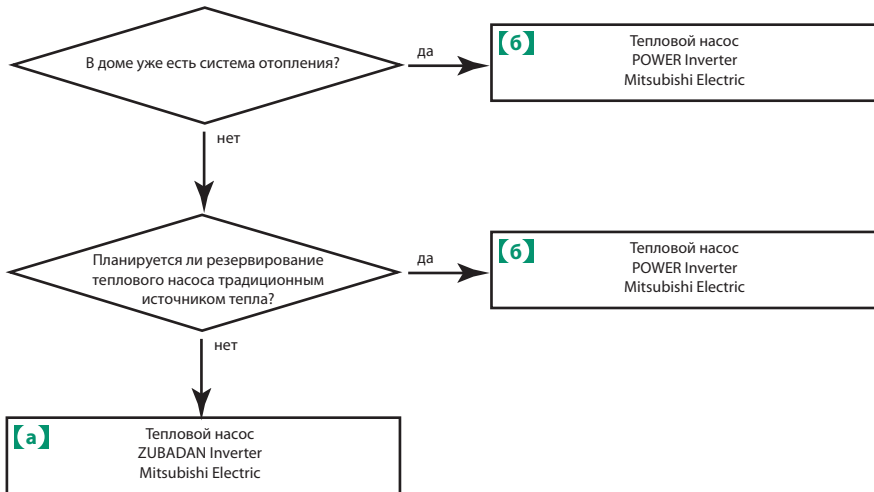 В доме уже есть система отопления?
да
【б】
Тепловой насос
POWER Inverter
Mitsubishi Electric
нет
Планируется ли резервирование
теплового насоса традиционным
источником тепла?
да
【б】
Тепловой насос
POWER Inverter
Mitsubishi Electric
нет
【а】
Тепловой насос
ZUBADAN Inverter
Mitsubishi Electric